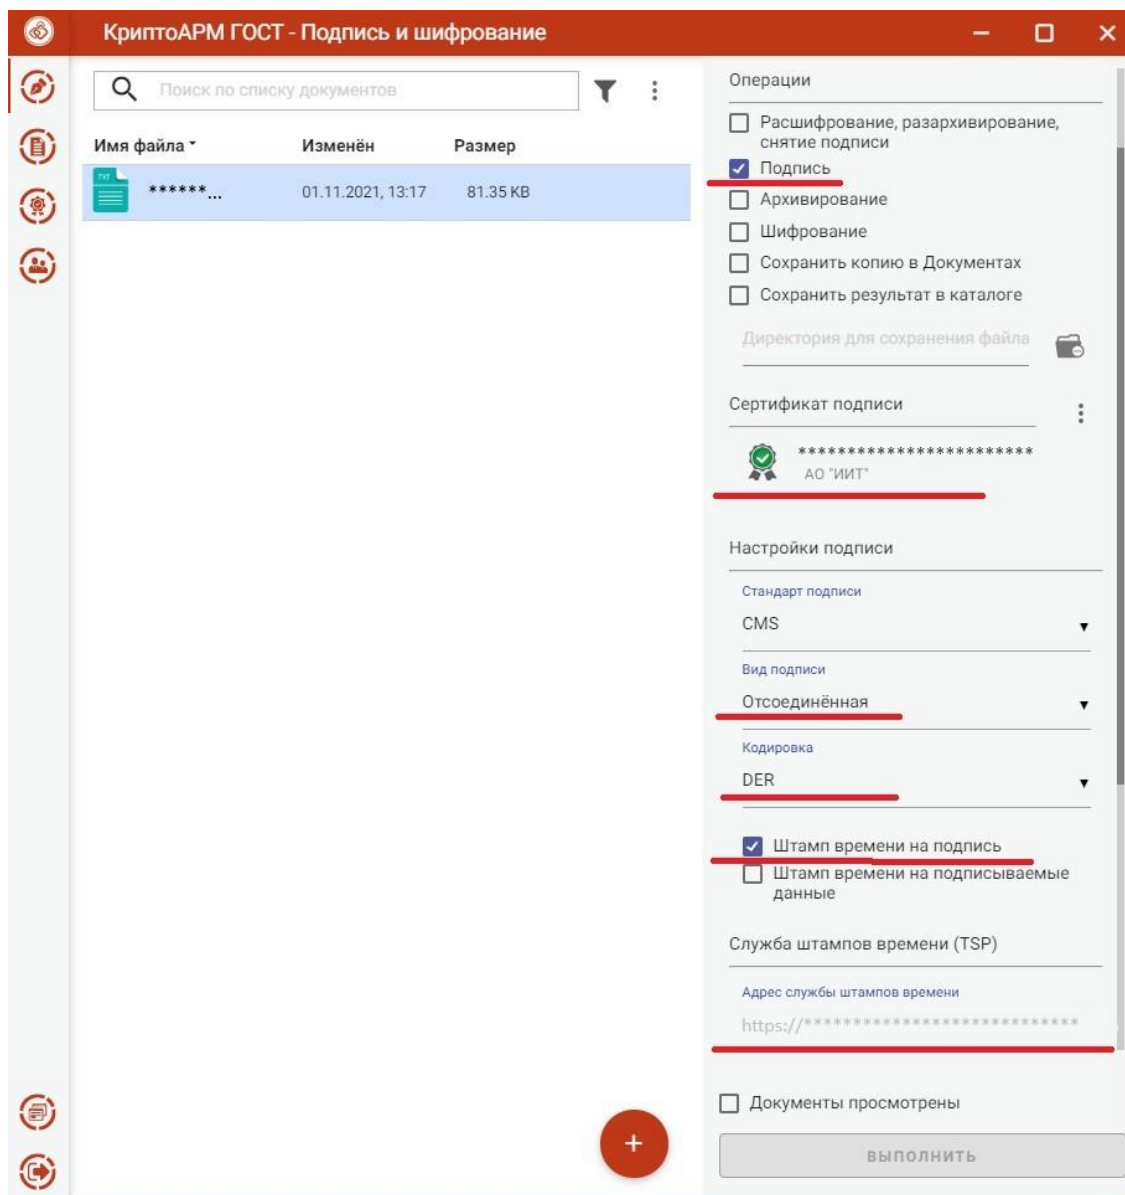 КриптоАРМ ГОСТ - Подпись и шифрование
Поиск по списку документов
Имя файла Изменён Размер
TXT ******... 01.11.2021, 13:17 81.35 KB
Операции
Расшифрование, разархивирование,
снятие подписи
Подпись
Архивирование
Шифрование
Сохранить копию в Документах
Сохранить результат в каталоге
Директория для сохранения файла
Сертификат подписи
************************
АО "ИИТ"
Настройки подписи
Стандарт подписи
CMS
Вид подписи
Отсоединённая
Кодировка
DER
Штамп времени на подпись
Штамп времени на подписываемые
данные
Служба штампов времени (TSP)
Адрес службы штампов времени
https://****************************
Документы просмотрены
+
ВЫПОЛНИТЬ